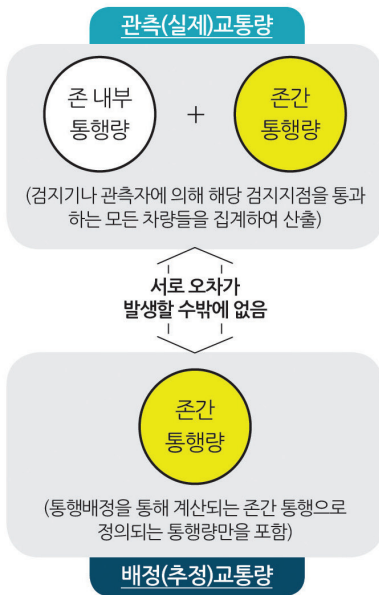 관측(실제)교통량
존 내부
통행량
+
존간
통행량
(검지기나 관측자에 의해 해당 검지지점을 통과
하는 모든 차량들을 집계하여 산출)
서로 오차가
발생할 수밖에 없음
존간
통행량
(통행배정을 통해 계산되는 존간 통행으로
정의되는 통행량만을 포함)
배정(추정)교통량